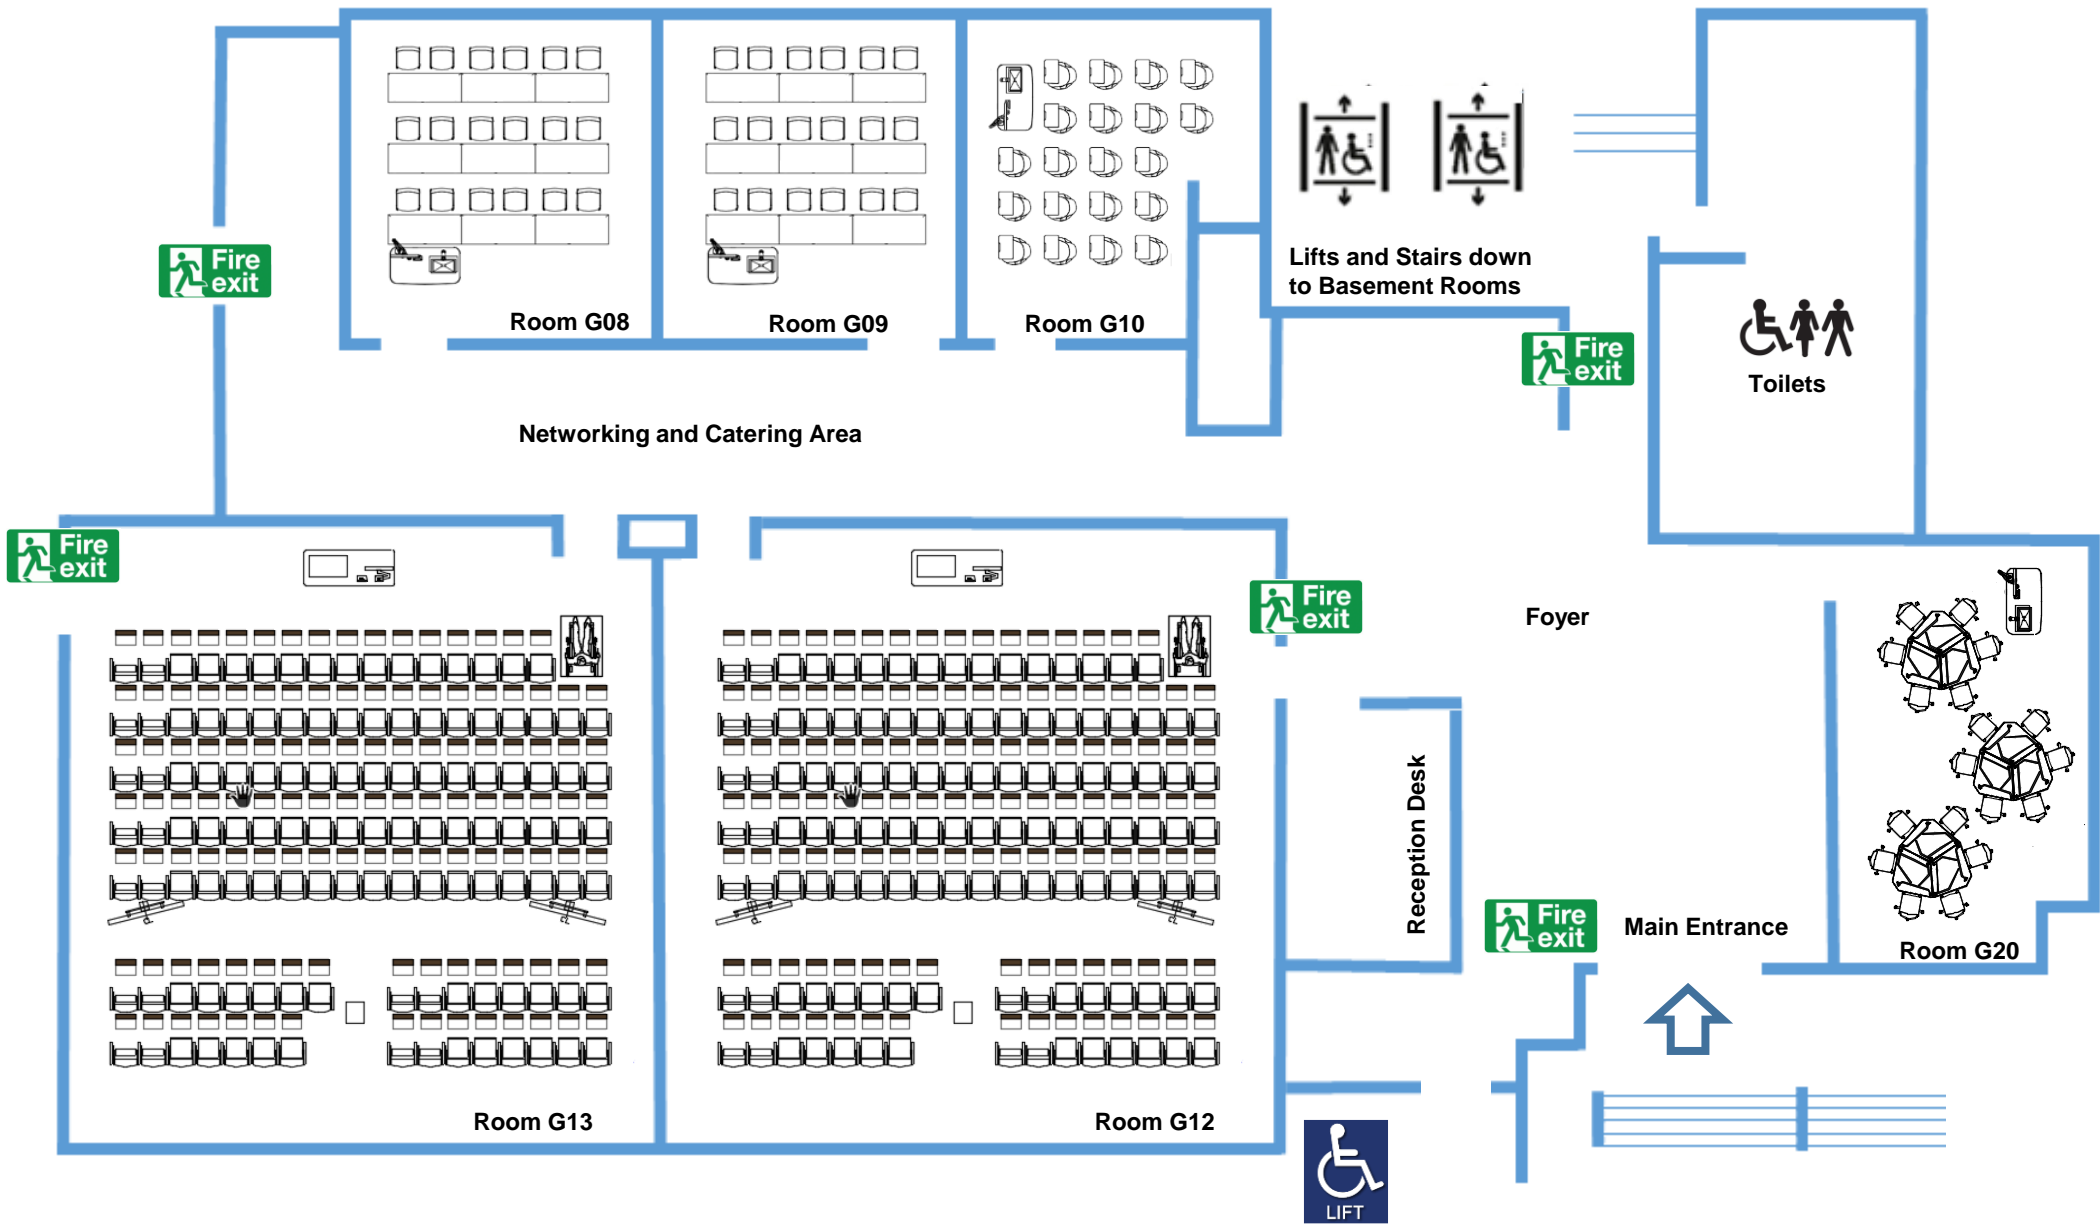 Fire
exit
Lifts and Stairs down
to Basement Rooms
Room G08
Room G09
Room G10
Fire
exit
Toilets
Networking and Catering Area
Fire
exit
Fire
exit
Foyer
Reception Desk
Fire
exit
Main Entrance
Room G20
Room G13
Room G12
LIFT